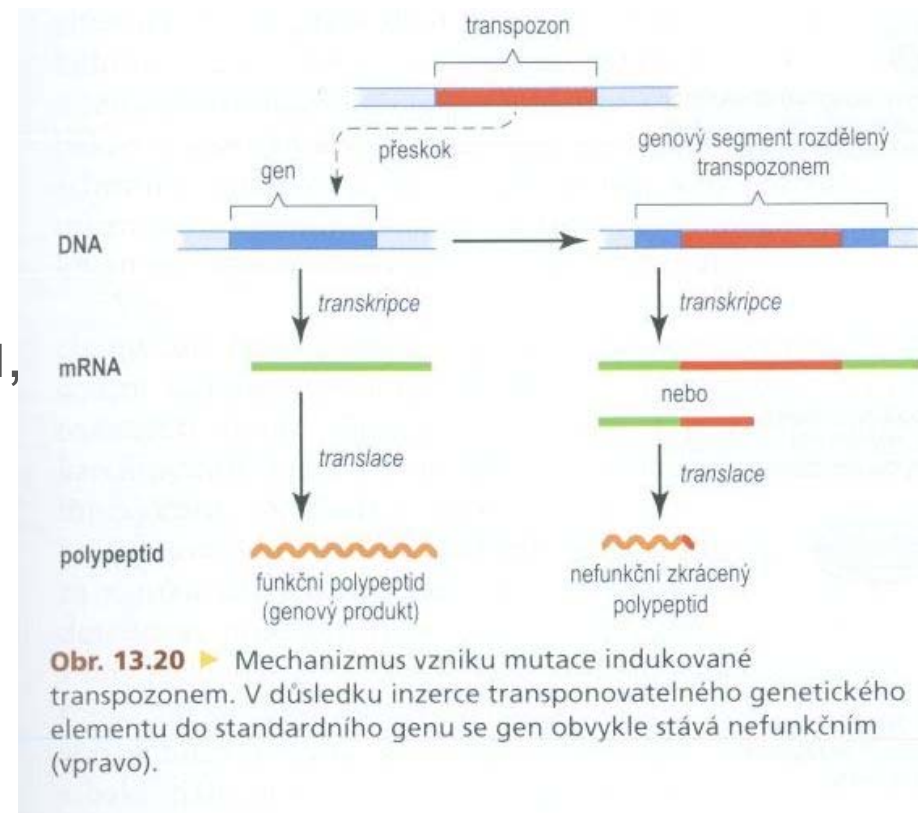 transpozon
přeskok
gen
genový segment rozdělený
transpozonem
DNA
transkripce
transkripce
mRNA
nebo
translace
translace
polypeptid
funkční polypeptid
(genový produkt)
nefunkční zkrácený
polypeptid
Obr. 13.20 ► Mechanizmus vzniku mutace indukované
transpozonem. V důsledku inzerce transponovatelného genetického
elementu do standardního genu se gen obvykle stává nefunkčním
(vpravo).